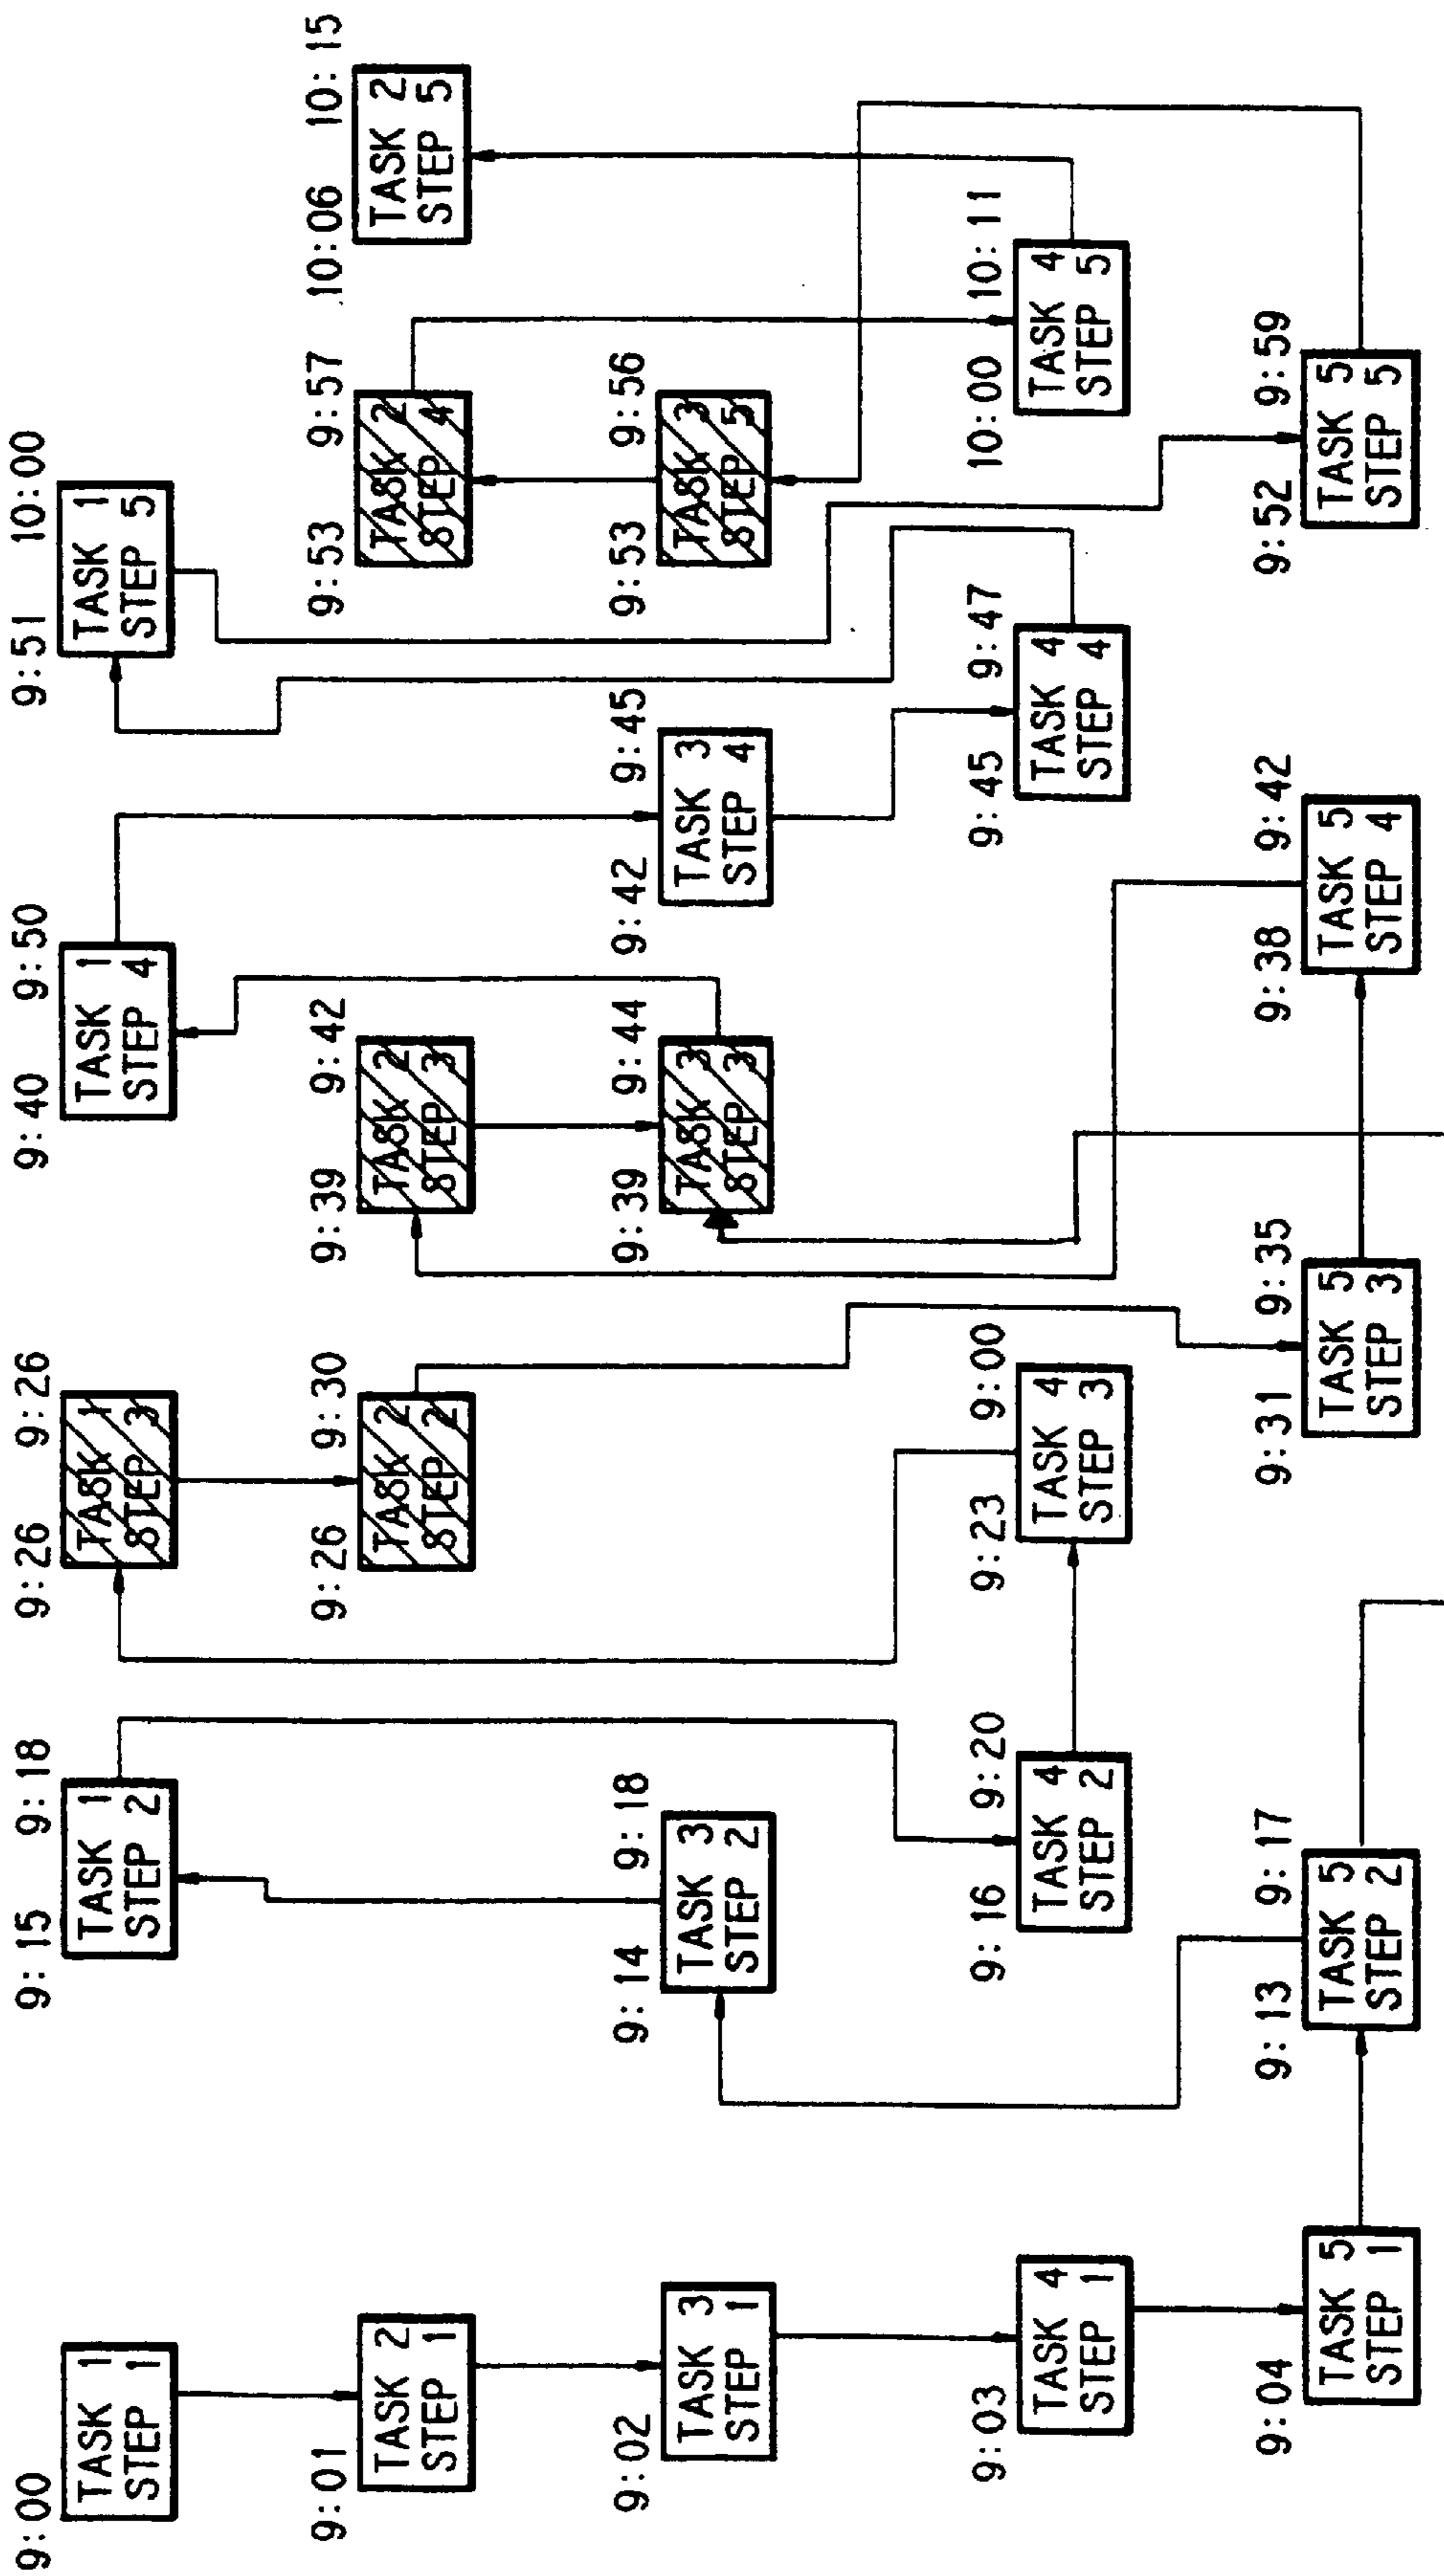 9:00
TASK 1
STEP 1
9:15 9:18
TASK 1
STEP 2
9:26 9:26
TASK 1
STEP 3
9:40 9:50
TASK 1
STEP 4
9:51 10:00
TASK 1
STEP 5
9:01
TASK 2
STEP 1
9:26 9:30
TASK 2
STEP 2
9:39 9:42
TASK 2
STEP 3
9:53 9:57
TASK 2
STEP 4
10:06 10:15
TASK 2
STEP 5
9:02
TASK 3
STEP 1
9:14 9:18
TASK 3
STEP 2
9:39 9:44
TASK 3
STEP 3
9:42 9:45
TASK 3
STEP 4
9:53 9:56
TASK 3
STEP 5
9:03
TASK 4
STEP 1
9:16 9:20
TASK 4
STEP 2
9:23 9:00
TASK 4
STEP 3
9:45 9:47
TASK 4
STEP 4
10:00 10:11
TASK 4
STEP 5
9:04
TASK 5
STEP 1
9:13 9:17
TASK 5
STEP 2
9:31 9:35
TASK 5
STEP 3
9:38 9:42
TASK 5
STEP 4
9:52 9:59
TASK 5
STEP 5